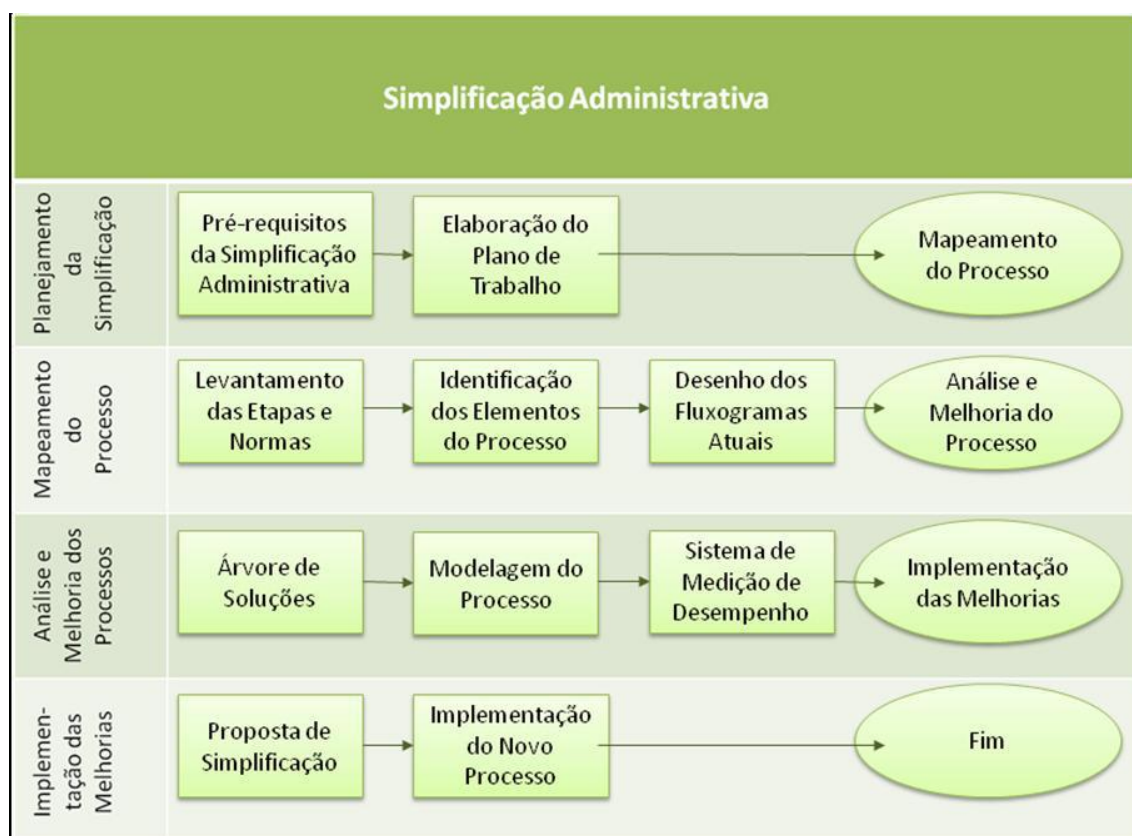 Simplificação Administrativa
Planejamento
da
Simplificação
Pré-requisitos
da Simplificação
Administrativa
Elaboração do
Plano de
Trabalho
Mapeamento
do Processo
Mapeamento
do
Processo
Levantamento
das Etapas e
Normas
Identificação
dos Elementos
do Processo
Desenho dos
Fluxogramas
Atuais
Análise e
Melhoria do
Processo
Análise e
Melhoria dos
Processos
Árvore de
Soluções
Modelagem do
Processo
Sistema de
Medição de
Desempenho
Implementação
das Melhorias
Implemen-
tação das
Melhorias
Proposta de
Simplificação
Implementação
do Novo
Processo
Fim